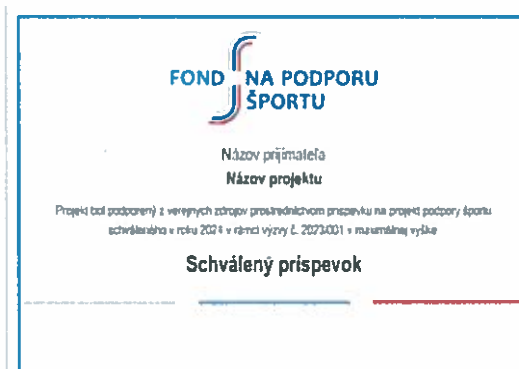 FOND NA PODPORU
ŠPORTU
Názov prijímateľa
Názov projektu
Projekt bol podporený z verejných zdrojov prostredníctvom príspevku na projekt podpory športu
schváleného v roku 2024 v rámci výzvy č. 2023/001 v maximálnej výške
Schválený príspevok